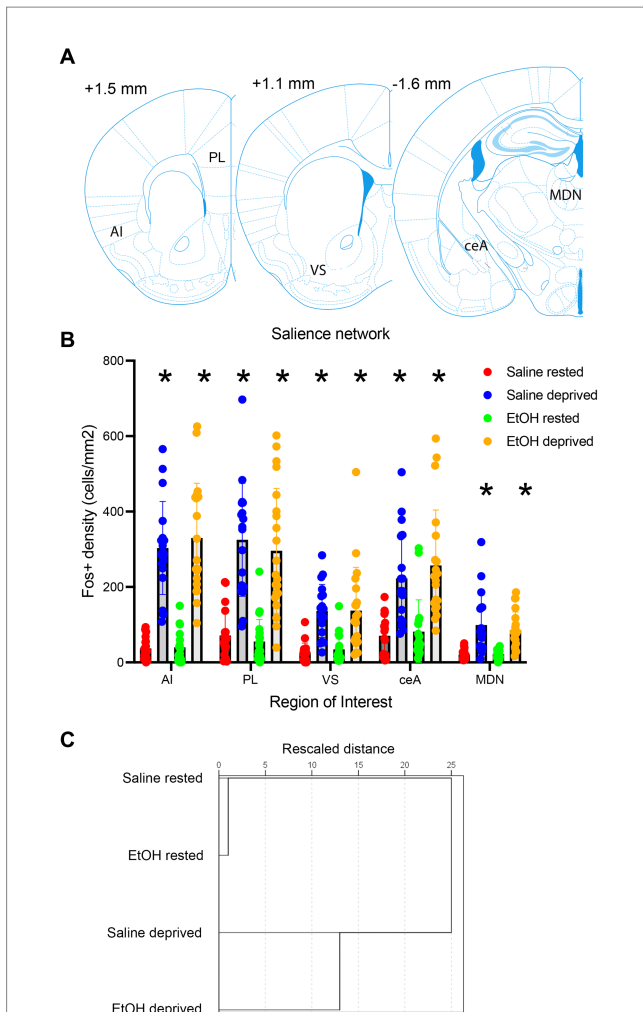 A
+1.5 mm
+1.1 mm
-1.6 mm
PL
AI
VS
MDN
ceA
Salience network
B
800
600
400
200
0
Fos+ density (cells/mm2)
* * * * * * * *
* *
Saline rested
Saline deprived
EtOH rested
EtOH deprived
AI PL VS ceA MDN
Region of Interest
C
Rescaled distance
0 5 10 15 20 25
Saline rested
EtOH rested
Saline deprived
EtOH deprived